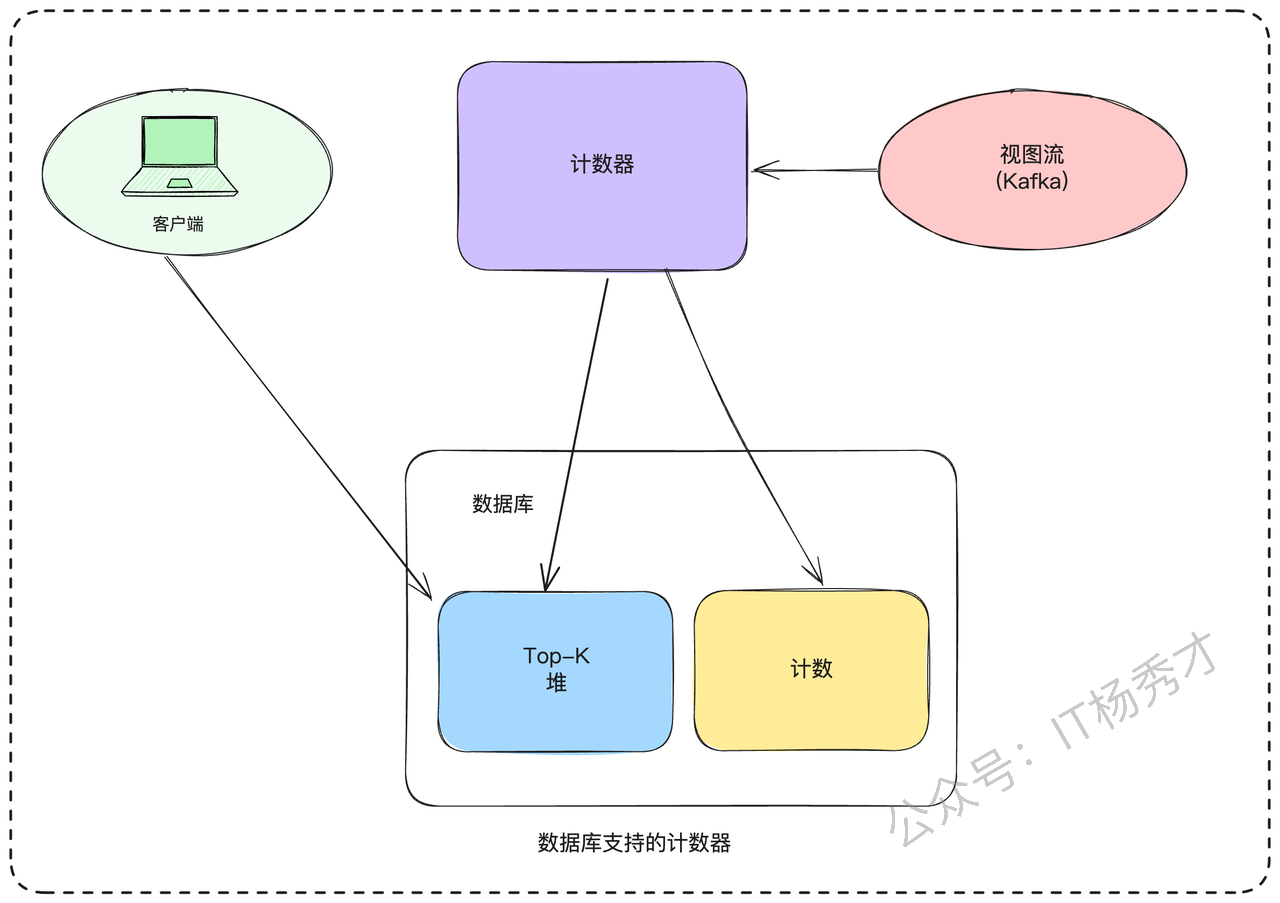 客户端
计数器
视图流
(Kafka)
数据库
Top-K
堆
计数
数据库支持的计数器
公众号：IT杨秀才